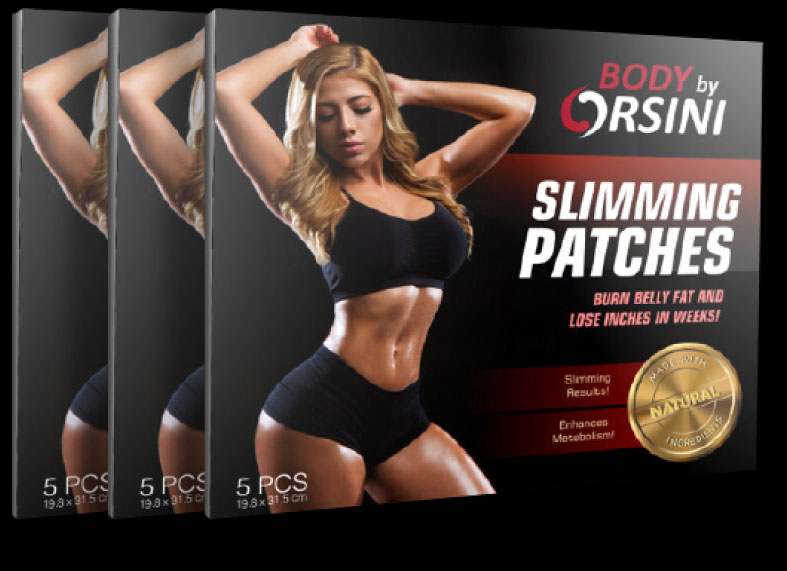 BODY by
ORSINI
SLIMMING
PATCHES
BURN BELLY FAT AND
LOSE INCHES IN WEEKS!
Slimming
Results!
Enhances
Metabolism!
MADE WITH
NATURAL
INGREDIENTS
5 PCS
19.8 x 31.5 cm
5 PCS
19.8 x 31.5 cm
5 PCS
19.8 x 31.5 cm